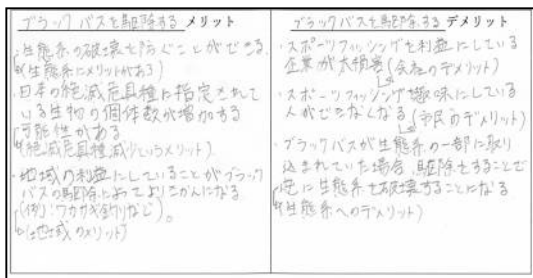 ブラックバスを駆除する メリット
・生態系の破壊を防ぐことができる。
(生態系にメリットがある)
・日本の絶滅危具種に指定されて
いる生物の個体数が増加する
可能性がある
(絶滅危具種減少というメリット)
・地域の利益にしていることがブラック
バスの駆除によってよりさかんになる
(例:ワカサギ釣りなど)。
(地域のメリット)
ブラックバスを駆除する デメリット
・スポーツフィッシングを利益にしている
企業が大損害(会社のデメリット)
・スポーツフィッシングを趣味にしている
人ができなくなる(市民のデメリット)
・ブラックバスが生態系の一部に取り
込まれていた場合、駆除をすることで
逆に生態系を破壊することになる
(生態系へのデメリット)